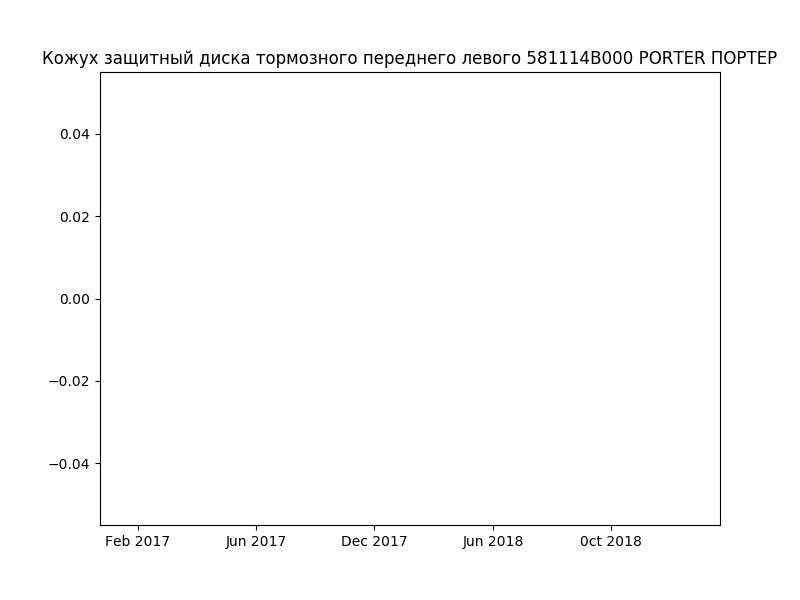 Кожух защитный диска тормозного переднего левого 581114B000 PORTER ПОРТЕР
0.04
0.02
0.00
−0.02
−0.04
Feb 2017 Jun 2017 Dec 2017 Jun 2018 0ct 2018